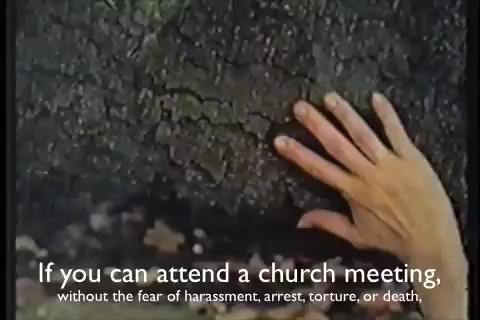 If you can attend a church meeting,
without the fear of harassment, arrest, torture, or death,